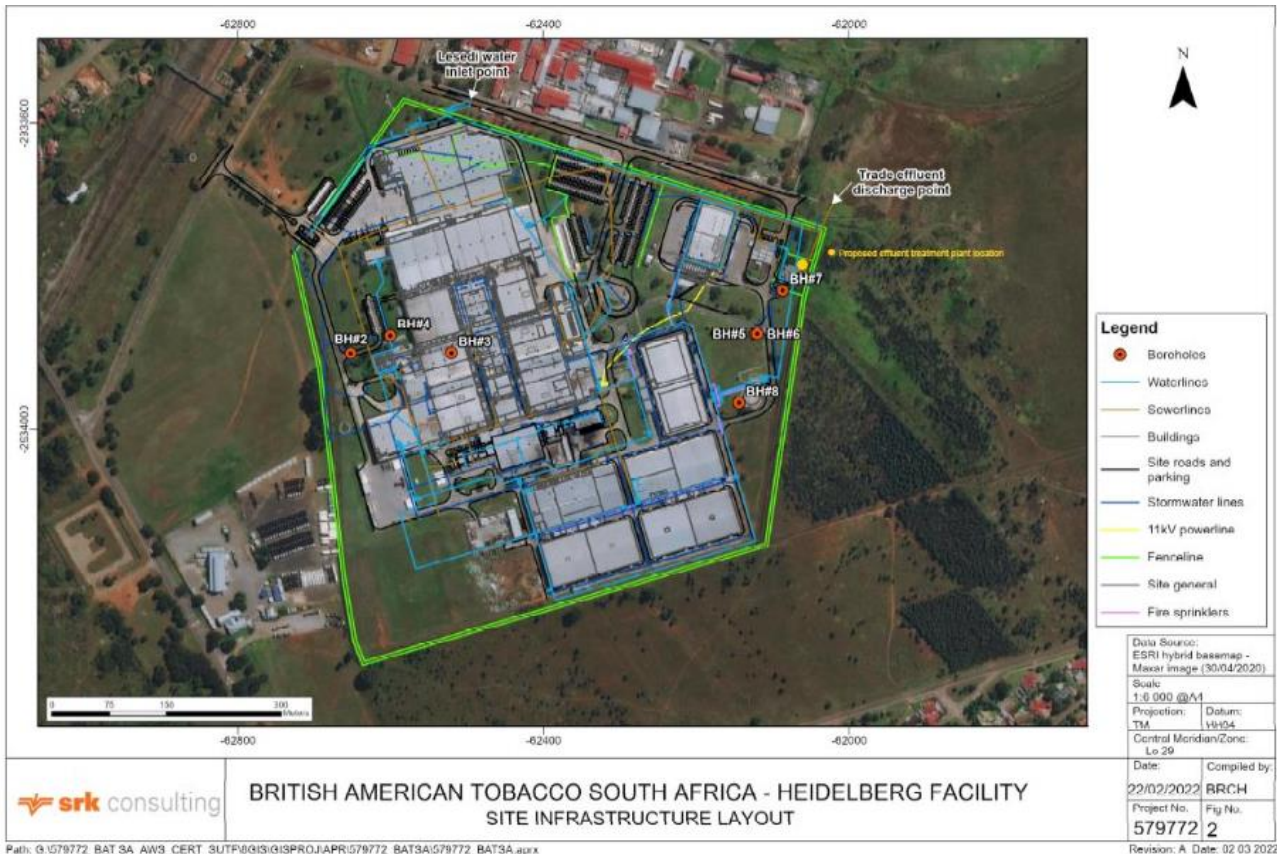 -62800
-62400
-62000
Lesedi water
inlet point
N
-2933600
Trade effluent
discharge point
Proposed effluent treatment plant location
BH#7
BH#4
BH#2
BH#3
BH#5
BH#6
BH#8
-2934000
Legend
Boreholes
Waterlines
Sewerlines
Buildings
Site roads and
parking
Stormwater lines
11kV powerline
Fenceline
Site general
Fire sprinklers
0 75 150 300
Meters
-62800
-62400
-62000
Data Source:
ESRI hybrid basemap -
Maxar image (30/04/2020)
Scale
1:6 000 @A4
Projection:
TM
Datum:
HH94
Central Meridian/Zone:
Lo 29
Date:
22/02/2022
Compiled by:
BRCH
Project No.
579772
Fig No.
2
srk consulting
BRITISH AMERICAN TOBACCO SOUTH AFRICA - HEIDELBERG FACILITY
SITE INFRASTRUCTURE LAYOUT
Revision: A Date: 02 03 2022